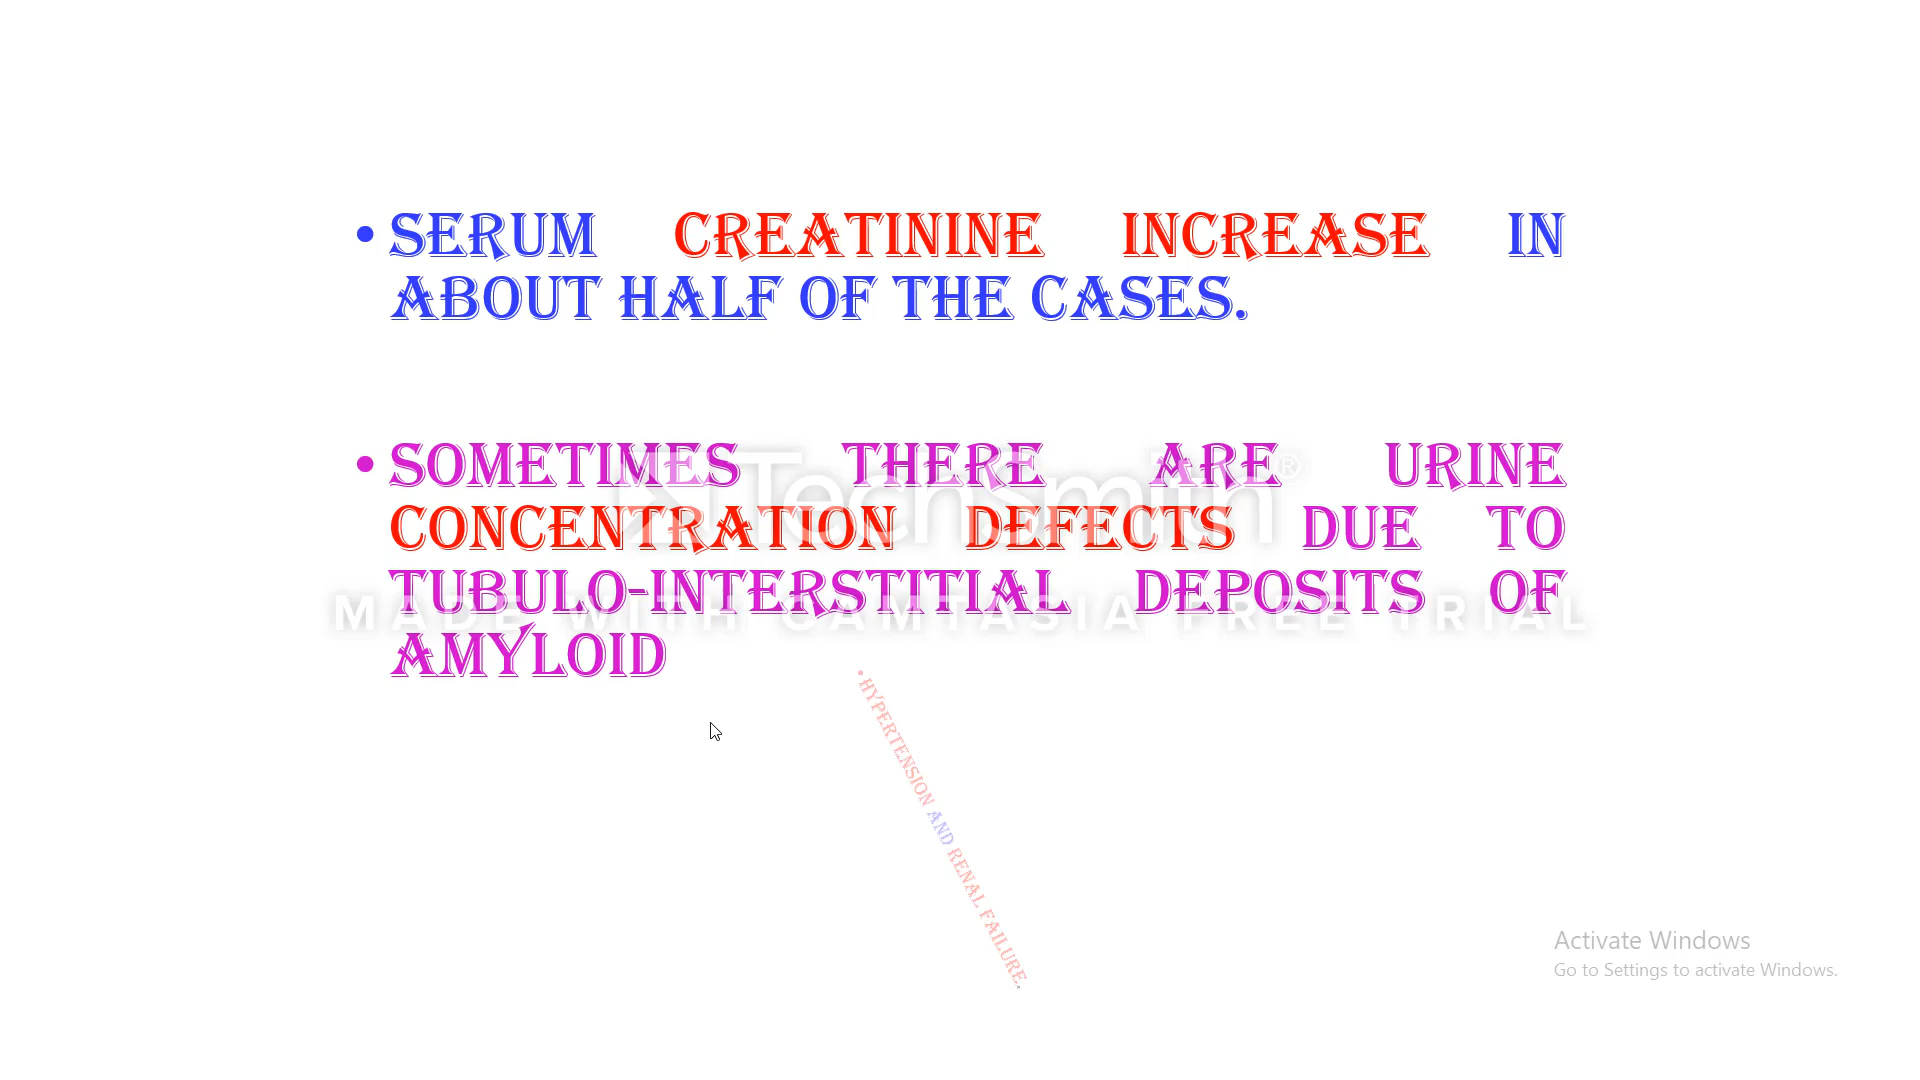 • SERUM CREATININE INCREASE IN
ABOUT HALF OF THE CASES.
• SOMETIMES THERE ARE URINE
CONCENTRATION DEFECTS DUE TO
TUBULO-INTERSTITIAL DEPOSITS OF
AMYLOID
TechSmith®
MADE WITH CAMTASIA FREE TRIAL
• HYPERTENSION AND RENAL FAILURE.
Activate Windows
Go to Settings to activate Windows.